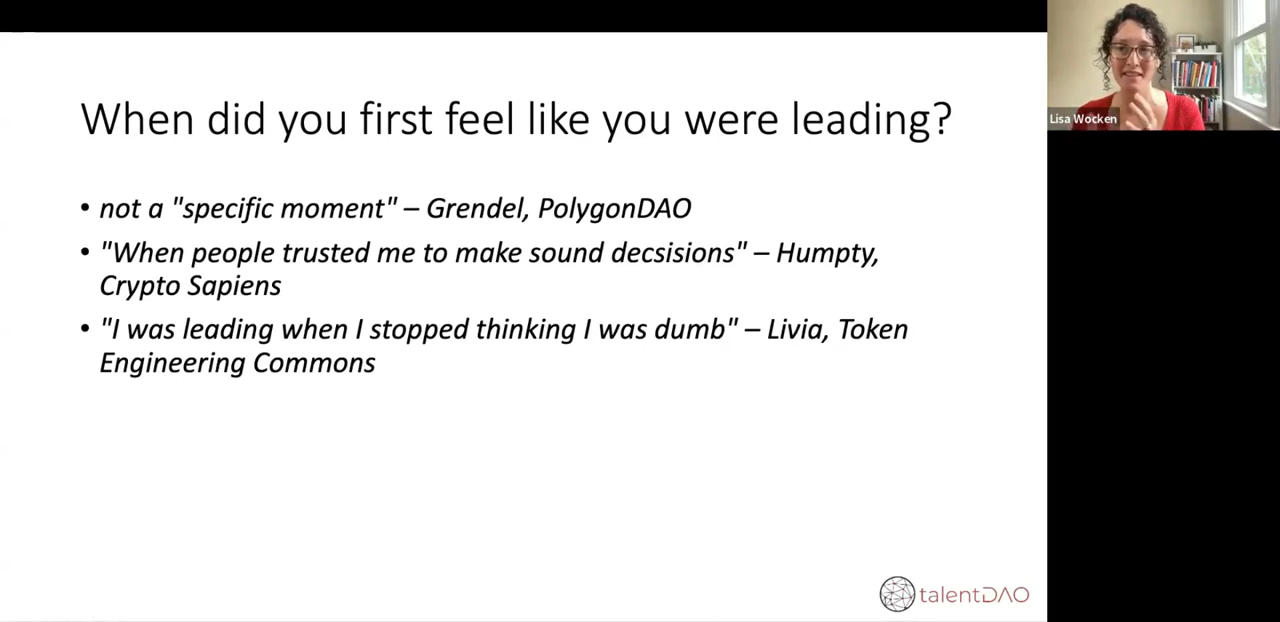 When did you first feel like you were leading?
• not a "specific moment" – Grendel, PolygonDAO
• "When people trusted me to make sound decsisions" – Humpty,
Crypto Sapiens
• "I was leading when I stopped thinking I was dumb" – Livia, Token
Engineering Commons
talentDAO
Lisa Wocken